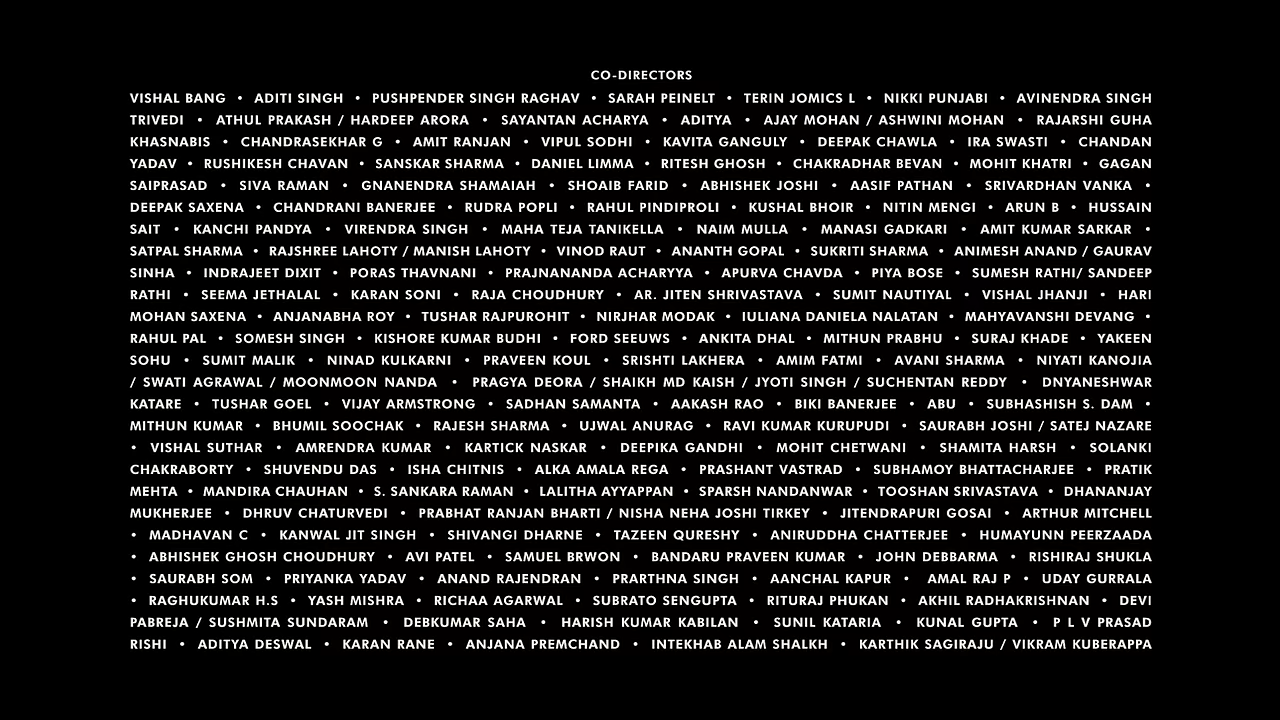 CO-DIRECTORS
VISHAL BANG • ADITI SINGH • PUSHPENDER SINGH RAGHAV • SARAH PEINELT • TERIN JOMICS L • NIKKI PUNJABI • AVINENDRA SINGH
TRIVEDI • ATHUL PRAKASH / HARDEEP ARORA • SAYANTAN ACHARYA • ADITYA • AJAY MOHAN / ASHWINI MOHAN • RAJARSHI GUHA
KHASNABIS • CHANDRASEKHAR G • AMIT RANJAN • VIPUL SODHI • KAVITA GANGULY • DEEPAK CHAWLA • IRA SWASTI • CHANDAN
YADAV • RUSHIKESH CHAVAN • SANSKAR SHARMA • DANIEL LIMMA • RITESH GHOSH • CHAKRADHAR BEVAN • MOHIT KHATRI • GAGAN
SAIPRASAD • SIVA RAMAN • GNANENDRA SHAMAIAH • SHOAIB FARID • ABHISHEK JOSHI • AASIF PATHAN • SRIVARDHAN VANKA •
DEEPAK SAXENA • CHANDRANI BANERJEE • RUDRA POPLI • RAHUL PINDIPROLI • KUSHAL BHOIR • NITIN MENGI • ARUN B • HUSSAIN
SAIT • KANCHI PANDYA • VIRENDRA SINGH • MAHA TEJA TANIKELLA • NAIM MULLA • MANASI GADKARI • AMIT KUMAR SARKAR •
SATPAL SHARMA • RAJSHREE LAHOTY / MANISH LAHOTY • VINOD RAUT • ANANTH GOPAL • SUKRITI SHARMA • ANIMESH ANAND / GAURAV
SINHA • INDRAJEET DIXIT • PORAS THAVNANI • PRAJNANANDA ACHARYYA • APURVA CHAVDA • PIYA BOSE • SUMESH RATHI/ SANDEEP
RATHI • SEEMA JETHALAL • KARAN SONI • RAJA CHOUDHURY • AR. JITEN SHRIVASTAVA • SUMIT NAUTIYAL • VISHAL JHANJI • HARI
MOHAN SAXENA • ANJANABHA ROY • TUSHAR RAJPUROHIT • NIRJHAR MODAK • IULIANA DANIELA NALATAN • MAHYAVANSHI DEVANG •
RAHUL PAL • SOMESH SINGH • KISHORE KUMAR BUDHI • FORD SEEUWS • ANKITA DHAL • MITHUN PRABHU • SURAJ KHADE • YAKEEN
SOHU • SUMIT MALIK • NINAD KULKARNI • PRAVEEN KOUL • SRISHTI LAKHERA • AMIM FATMI • AVANI SHARMA • NIYATI KANOJIA
/ SWATI AGRAWAL / MOONMOON NANDA • PRAGYA DEORA / SHAIKH MD KAISH / JYOTI SINGH / SUCHENTAN REDDY • DNYANESHWAR
KATARE • TUSHAR GOEL • VIJAY ARMSTRONG • SADHAN SAMANTA • AAKASH RAO • BIKI BANERJEE • ABU • SUBHASHISH S. DAM •
MITHUN KUMAR • BHUMIL SOOCHAK • RAJESH SHARMA • UJWAL ANURAG • RAVI KUMAR KURUPUDI • SAURABH JOSHI / SATEJ NAZARE
• VISHAL SUTHAR • AMRENDRA KUMAR • KARTICK NASKAR • DEEPIKA GANDHI • MOHIT CHETWANI • SHAMITA HARSH • SOLANKI
CHAKRABORTY • SHUVENDU DAS • ISHA CHITNIS • ALKA AMALA REGA • PRASHANT VASTRAD • SUBHAMOY BHATTACHARJEE • PRATIK
MEHTA • MANDIRA CHAUHAN • S. SANKARA RAMAN • LALITHA AYYAPPAN • SPARSH NANDANWAR • TOOSHAN SRIVASTAVA • DHANANJAY
MUKHERJEE • DHRUV CHATURVEDI • PRABHAT RANJAN BHARTI / NISHA NEHA JOSHI TIRKEY • JITENDRAPURI GOSAI • ARTHUR MITCHELL
• MADHAVAN C • KANWAL JIT SINGH • SHIVANGI DHARNE • TAZEEN QURESHY • ANIRUDDHA CHATTERJEE • HUMAYUNN PEERZAADA
• ABHISHEK GHOSH CHOUDHURY • AVI PATEL • SAMUEL BRWON • BANDARU PRAVEEN KUMAR • JOHN DEBBARMA • RISHIRAJ SHUKLA
• SAURABH SOM • PRIYANKA YADAV • ANAND RAJENDRAN • PRARTHNA SINGH • AANCHAL KAPUR • AMAL RAJ P • UDAY GURRALA
• RAGHUKUMAR H.S • YASH MISHRA • RICHAA AGARWAL • SUBRATO SENGUPTA • RITURAJ PHUKAN • AKHIL RADHAKRISHNAN • DEVI
PABREJA / SUSHMITA SUNDARAM • DEBKUMAR SAHA • HARISH KUMAR KABILAN • SUNIL KATARIA • KUNAL GUPTA • P L V PRASAD
RISHI • ADITYA DESWAL • KARAN RANE • ANJANA PREMCHAND • INTEKHAB ALAM SHALKH • KARTHIK SAGIRAJU / VIKRAM KUBERAPPA